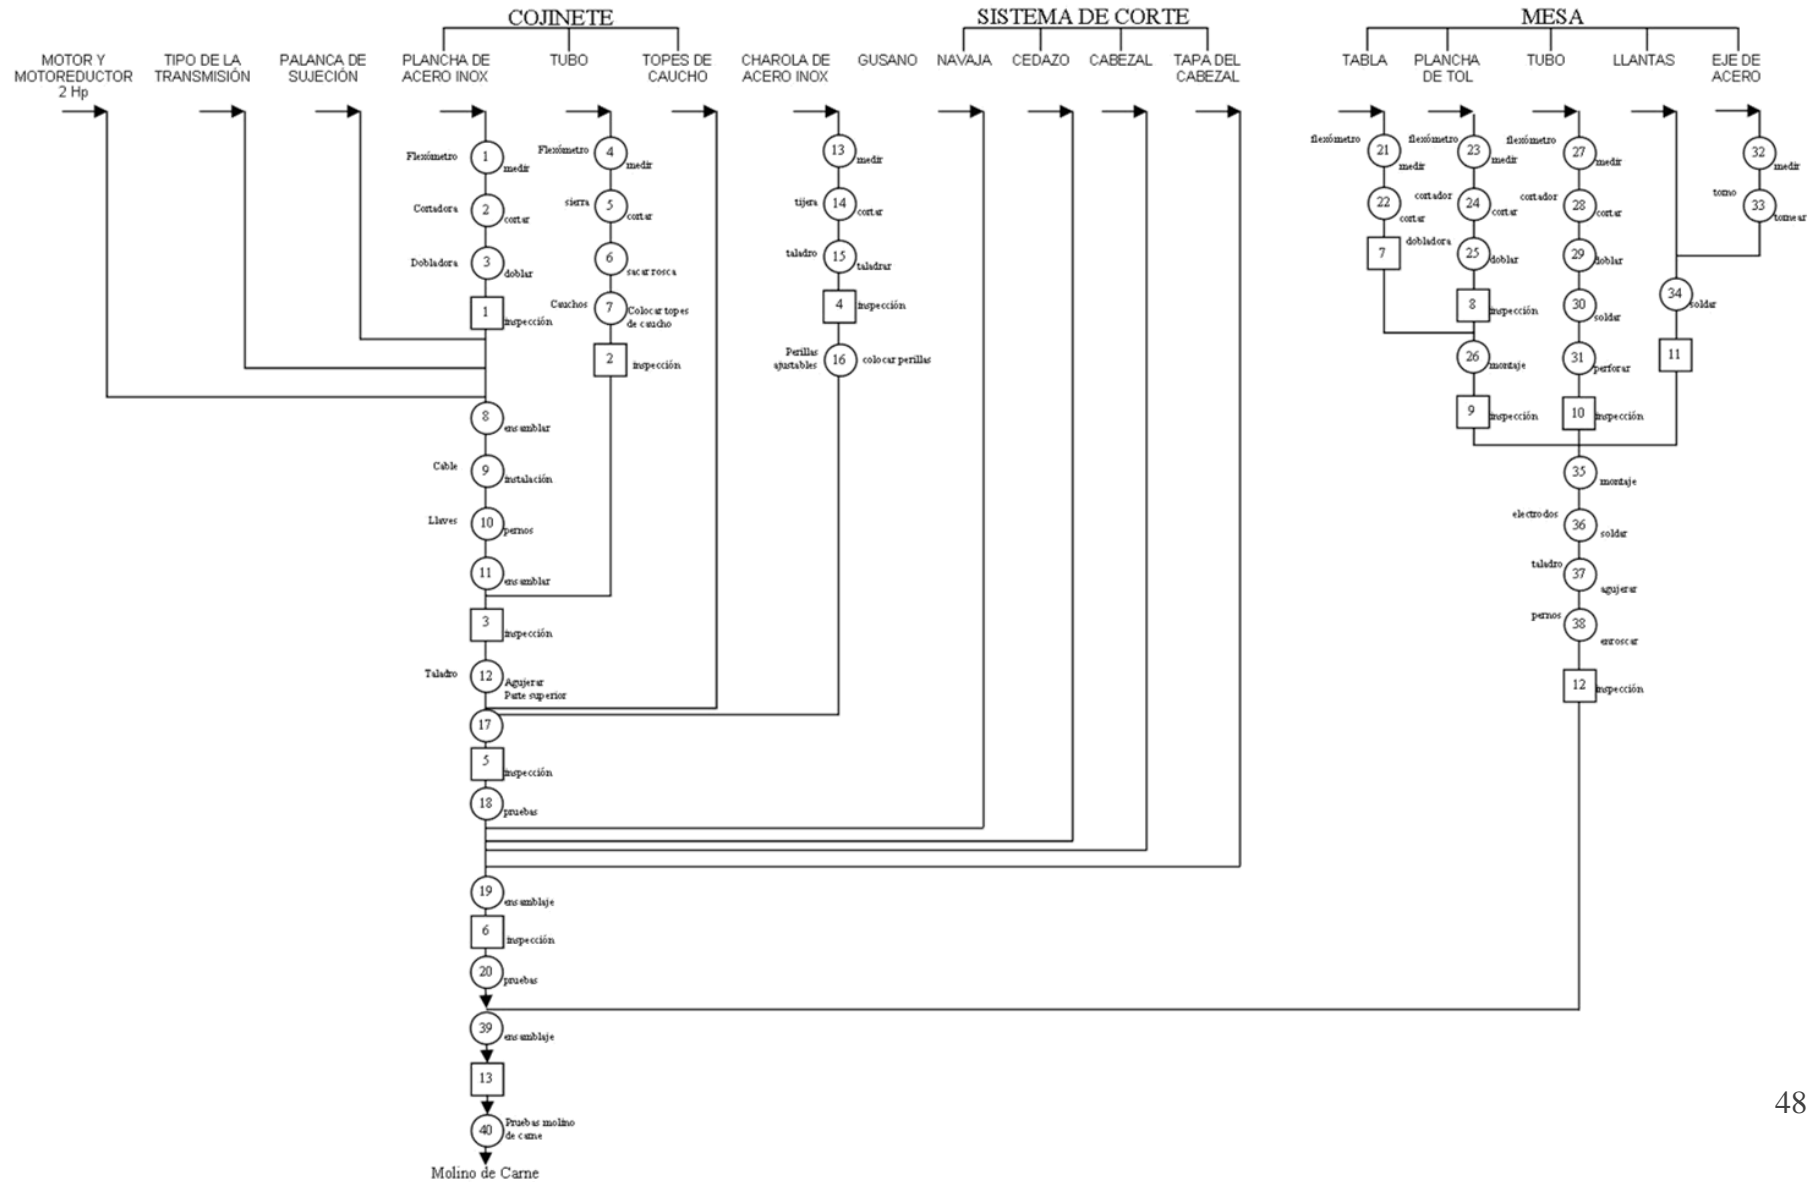 COJINETE
SISTEMA DE CORTE
MESA
MOTOR Y
MOTOREDUCTOR
2 Hp
TIPO DE LA
TRANSMISIÓN
PALANCA DE
SUJECIÓN
PLANCHA DE
ACERO INOX
TUBO
TOPES DE
CAUCHO
CHAROLA DE
ACERO INOX
GUSANO
NAVAJA
CEDAZO
CABEZAL
TAPA DEL
CABEZAL
TABLA
PLANCHA
DE TOL
TUBO
LLANTAS
EJE DE
ACERO
Flexómetro
1
medir
Cortadora
2
cortar
Dobladora
3
doblar
1
inspección
8
ensamblar
Cable
9
instalación
Llaves
10
pernos
11
ensamblar
3
inspección
Taladro
12
Agujerar
Parte superior
17
5
inspección
18
pruebas
19
ensamblaje
6
inspección
20
pruebas
39
ensamblaje
13
40
Pruebas molino
de carne
Molino de Carne
Flexómetro
4
medir
sierra
5
cortar
6
sacar rosca
Cauchos
7
Colocar topes
de caucho
2
inspección
13
medir
tijera
14
cortar
taladro
15
taladrar
4
inspección
Perillas
ajustables
16
colocar perillas
flexómetro
21
medir
22
cortar
7
flexómetro
23
medir
cortador
24
cortar
dobladora
25
doblar
8
inspección
26
montaje
9
inspección
flexómetro
27
medir
cortador
28
cortar
29
doblar
30
soldar
31
perforar
10
inspección
35
montaje
electrodos
36
soldar
taladro
37
agujerar
pernos
38
enroscar
12
inspección
34
soldar
11
32
medir
torno
33
tornear
48